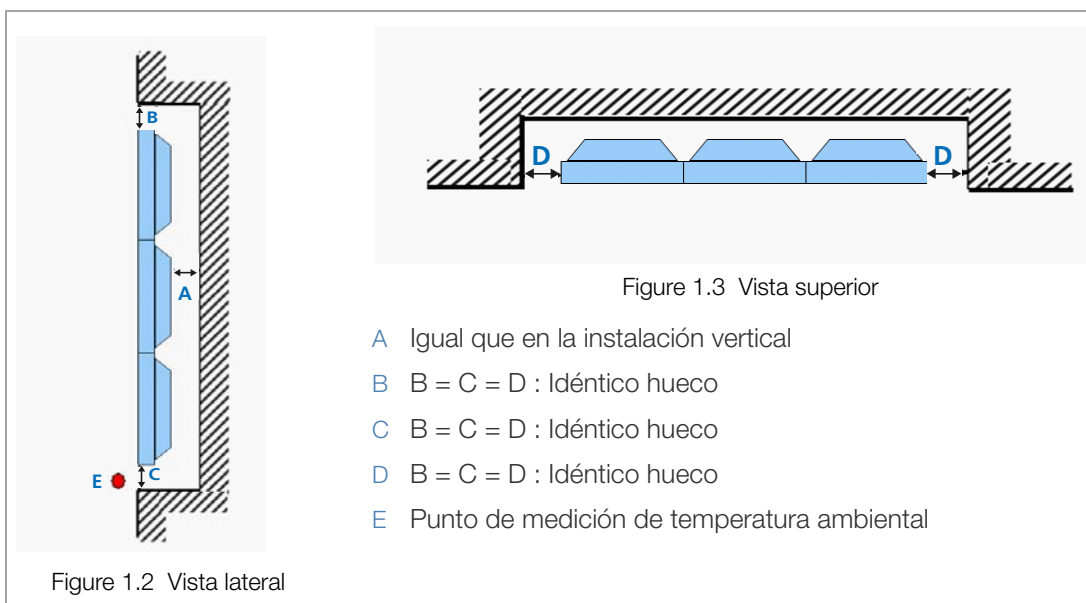 B
A
E
C
Figure 1.2 Vista lateral
D
D
Figure 1.3 Vista superior
A Igual que en la instalación vertical
B B = C = D : Idéntico hueco
C B = C = D : Idéntico hueco
D B = C = D : Idéntico hueco
E Punto de medición de temperatura ambiental